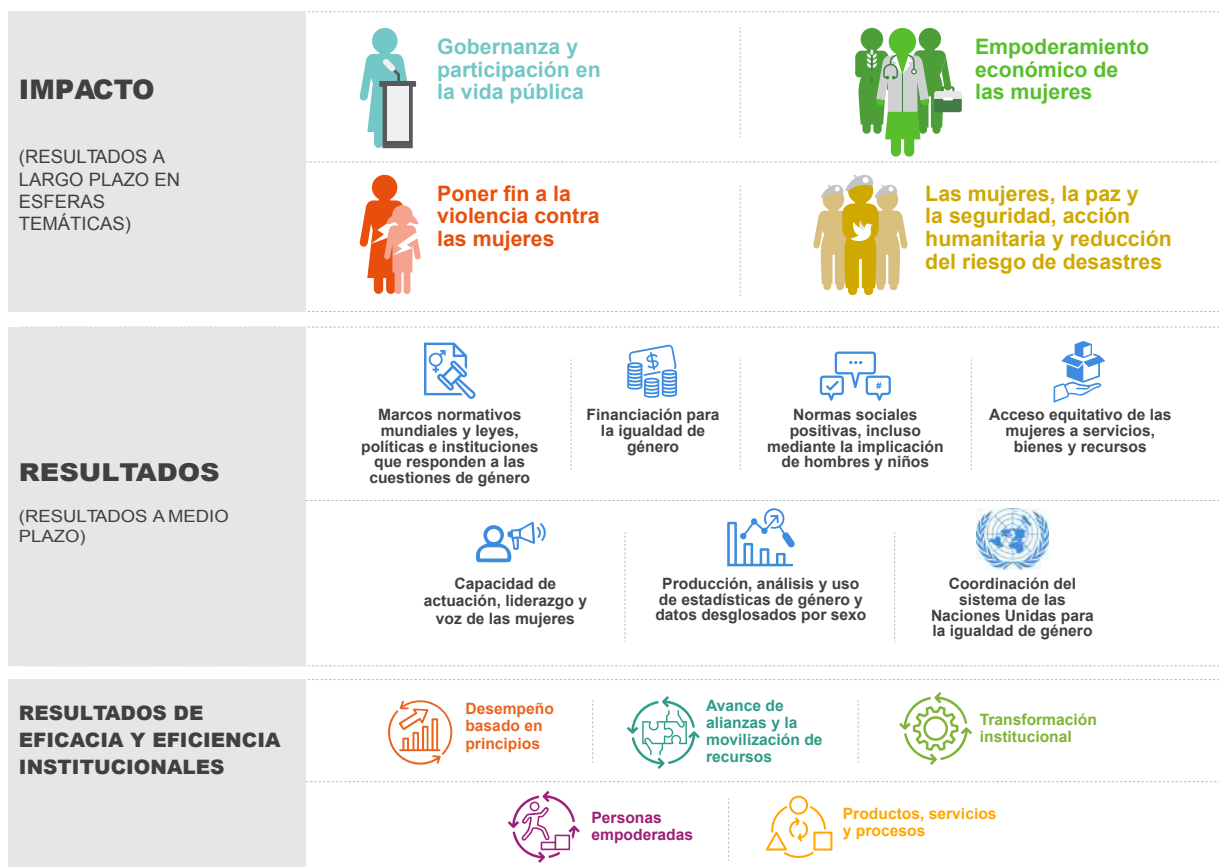 IMPACTO
(RESULTADOS A
LARGO PLAZO EN
ESFERAS
TEMÁTICAS)
Gobernanza y
participación en
la vida pública
Empoderamiento
económico de
las mujeres
Poner fin a la
violencia contra
las mujeres
Las mujeres, la paz y
la seguridad, acción
humanitaria y reducción
del riesgo de desastres
RESULTADOS
(RESULTADOS A MEDIO
PLAZO)
$
Marcos normativos
mundiales y leyes,
políticas e instituciones
que responden a las
cuestiones de género
Financiación para
la igualdad de
género
#
Normas sociales
positivas, incluso
mediante la implicación
de hombres y niños
Acceso equitativo de las
mujeres a servicios,
bienes y recursos
Capacidad de
actuación, liderazgo y
voz de las mujeres
Producción, análisis y uso
de estadísticas de género y
datos desglosados por sexo
Coordinación del
sistema de las
Naciones Unidas para
la igualdad de género
RESULTADOS DE
EFICACIA Y EFICIENCIA
INSTITUCIONALES
Desempeño
basado en
principios
Avance de
alianzas y la
movilización de
recursos
Transformación
institucional
Personas
empoderadas
Productos, servicios
y procesos